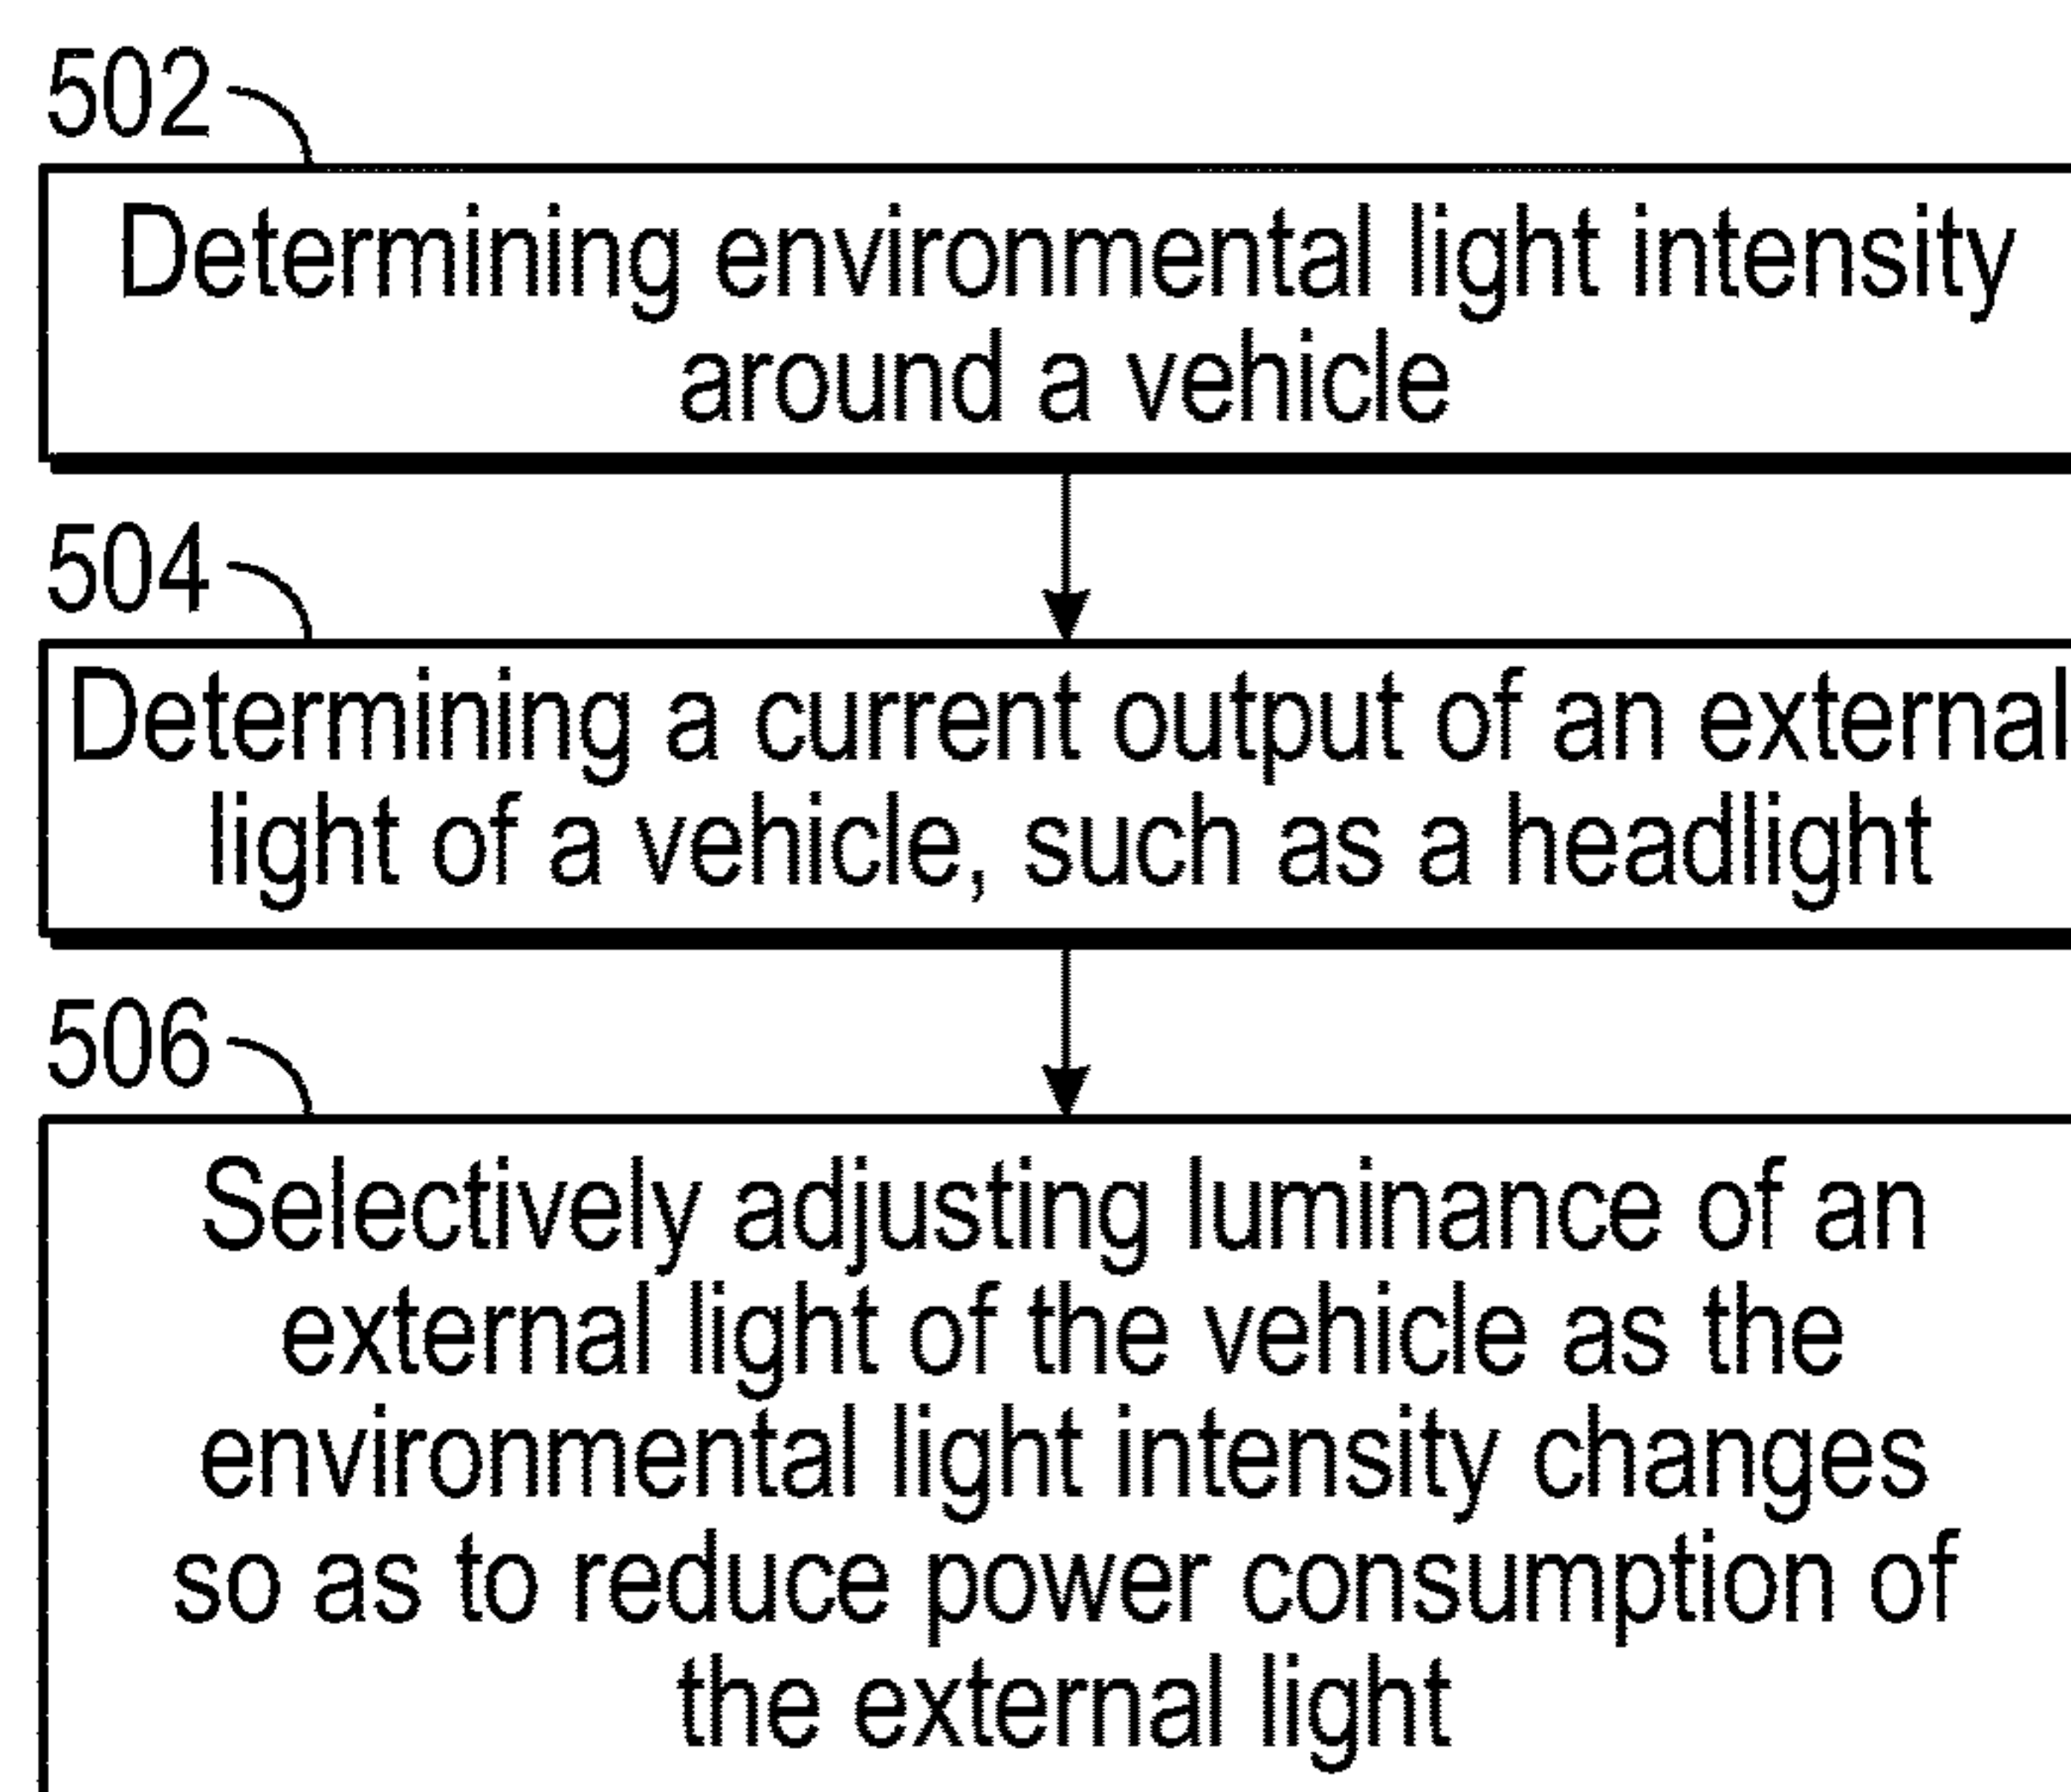 502
Determining environmental light intensity
around a vehicle
504
Determining a current output of an external
light of a vehicle, such as a headlight
506
Selectively adjusting luminance of an
external light of the vehicle as the
environmental light intensity changes
so as to reduce power consumption of
the external light